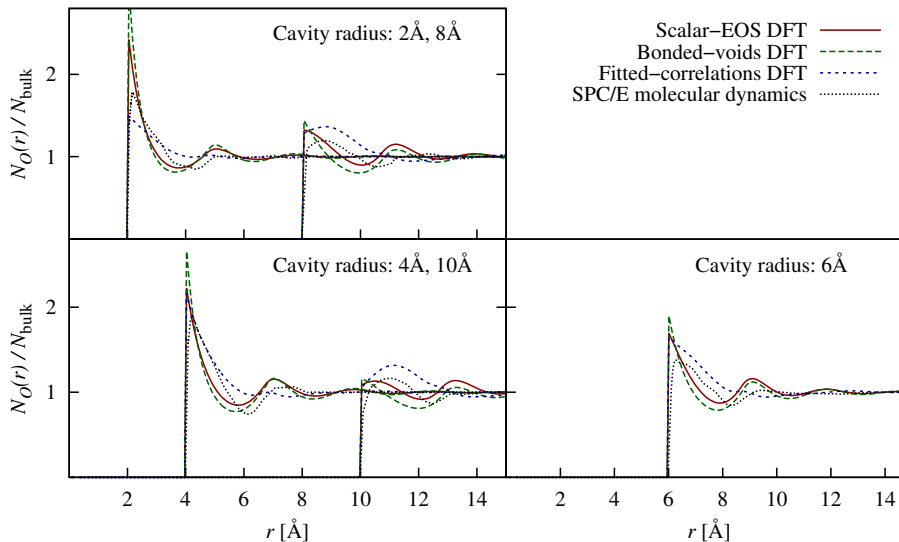 Cavity radius: 2Å, 8Å
Scalar−EOS DFT
Bonded−voids DFT
Fitted−correlations DFT
SPC/E molecular dynamics
N_O(r) / N_bulk
2
1
Cavity radius: 4Å, 10Å
Cavity radius: 6Å
N_O(r) / N_bulk
2
1
2 4 6 8 10 12 14
2 4 6 8 10 12 14
r [Å]
r [Å]